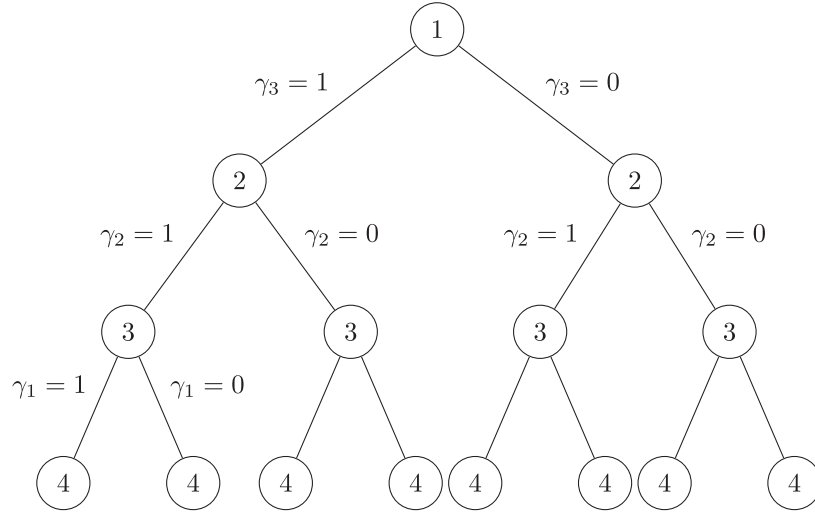 1
γ₃ = 1 γ₃ = 0
2 2
γ₂ = 1 γ₂ = 0 γ₂ = 1 γ₂ = 0
3 3 3 3
γ₁ = 1 γ₁ = 0
4 4 4 4 4 4 4 4